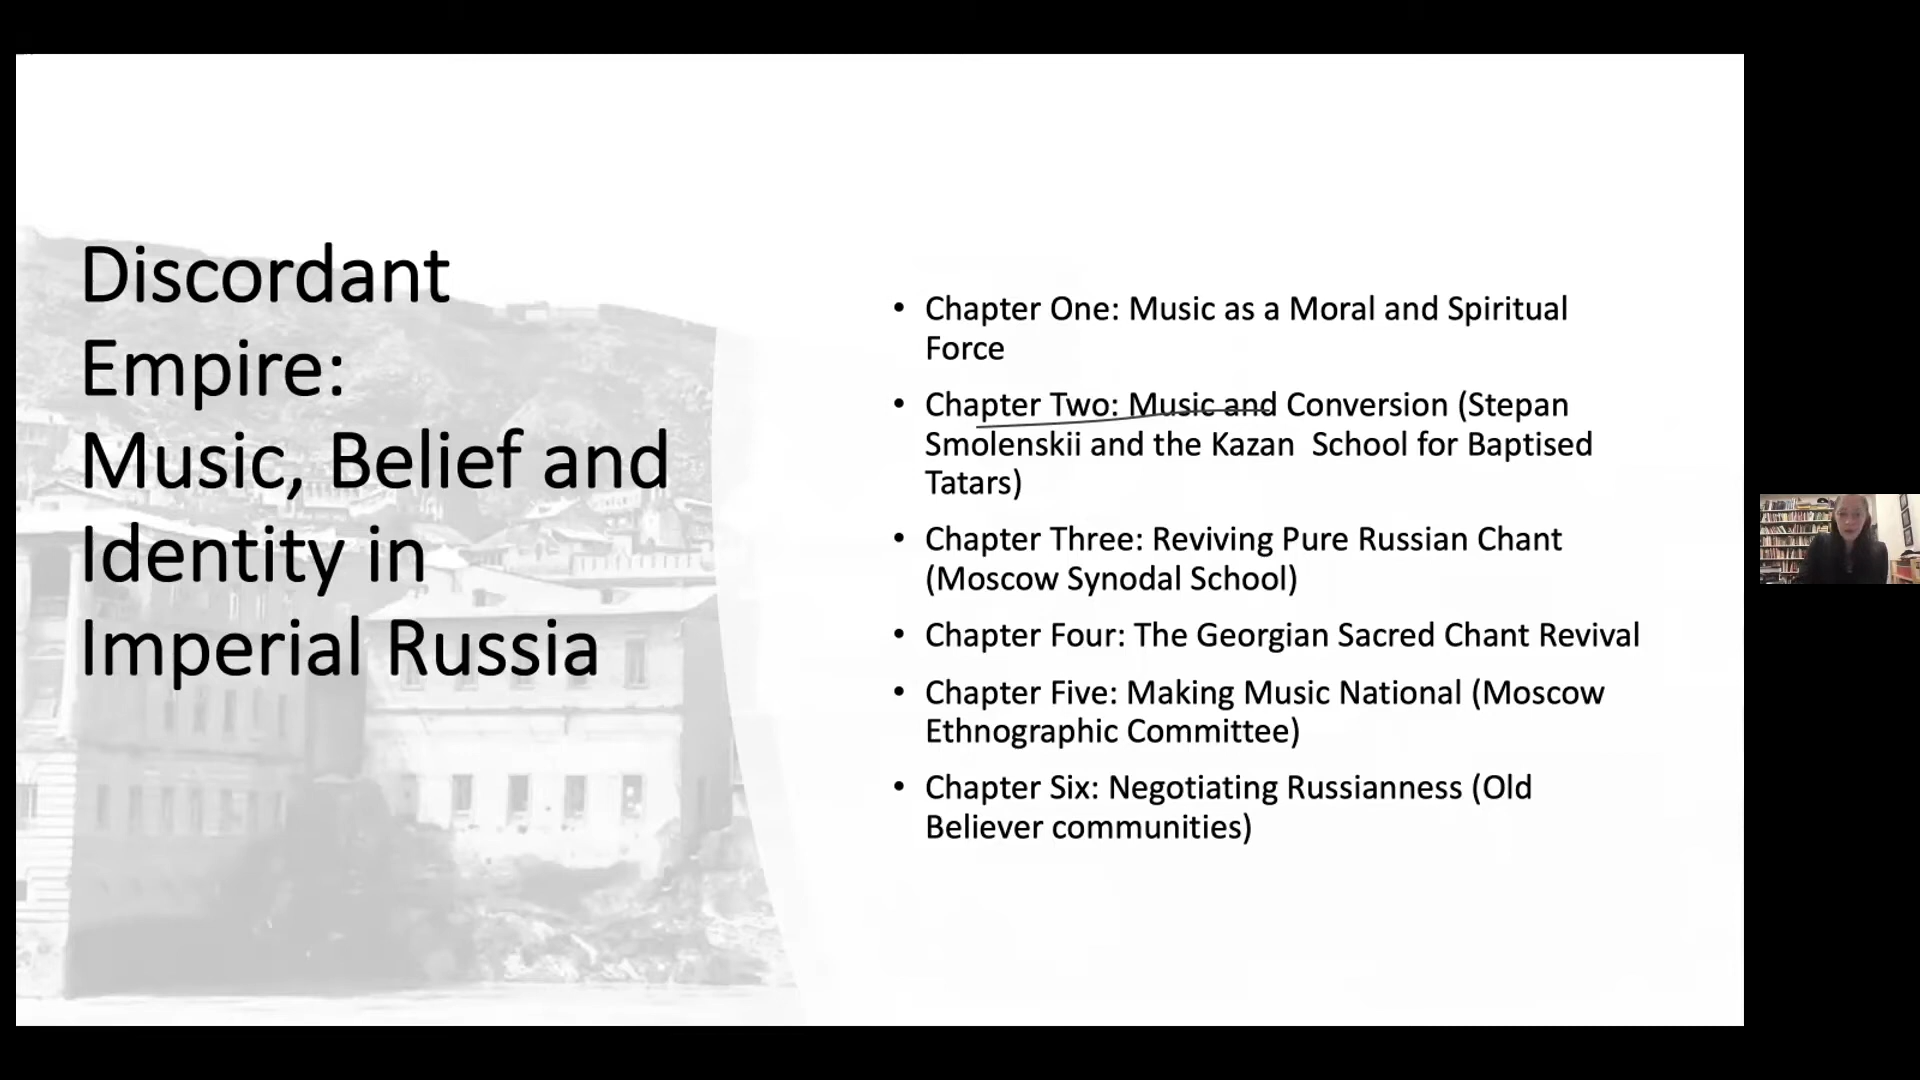 Discordant
Empire:
Music, Belief and
Identity in
Imperial Russia
• Chapter One: Music as a Moral and Spiritual
Force
• Chapter Two: Music and Conversion (Stepan
Smolenskii and the Kazan School for Baptised
Tatars)
• Chapter Three: Reviving Pure Russian Chant
(Moscow Synodal School)
• Chapter Four: The Georgian Sacred Chant Revival
• Chapter Five: Making Music National (Moscow
Ethnographic Committee)
• Chapter Six: Negotiating Russianness (Old
Believer communities)